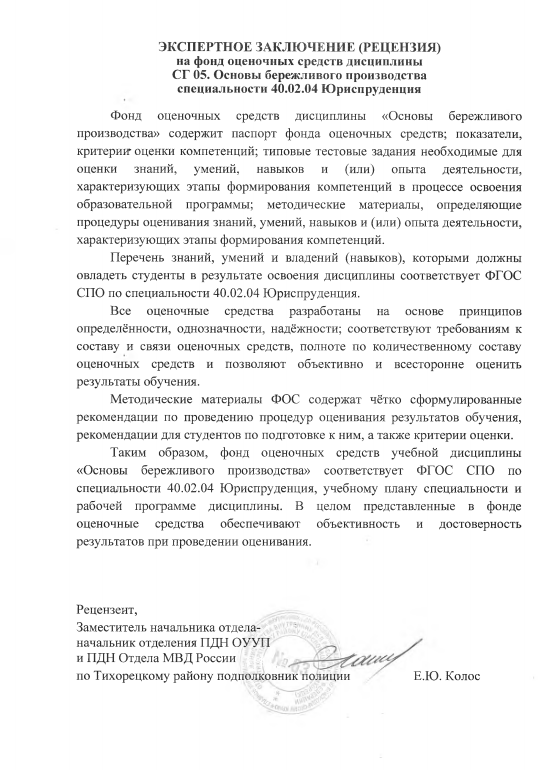 ЭКСПЕРТНОЕ ЗАКЛЮЧЕНИЕ (РЕЦЕНЗИЯ)
на фонд оценочных средств дисциплины
СГ 05. Основы бережливого производства
специальности 40.02.04 Юриспруденция
Фонд оценочных средств дисциплины «Основы бережливого
производства» содержит паспорт фонда оценочных средств; показатели,
критерии оценки компетенций; типовые тестовые задания необходимые для
оценки знаний, умений, навыков и (или) опыта деятельности,
характеризующих этапы формирования компетенций в процессе освоения
образовательной программы; методические материалы, определяющие
процедуры оценивания знаний, умений, навыков и (или) опыта деятельности,
характеризующих этапы формирования компетенций.
Перечень знаний, умений и владений (навыков), которыми должны
овладеть студенты в результате освоения дисциплины соответствует ФГОС
СПО по специальности 40.02.04 Юриспруденция.
Все оценочные средства разработаны на основе принципов
определённости, однозначности, надёжности; соответствуют требованиям к
составу и связи оценочных средств, полноте по количественному составу
оценочных средств и позволяют объективно и всесторонне оценить
результаты обучения.
Методические материалы ФОС содержат чётко сформулированные
рекомендации по проведению процедур оценивания результатов обучения,
рекомендации для студентов по подготовке к ним, а также критерии оценки.
Таким образом, фонд оценочных средств учебной дисциплины
«Основы бережливого производства» соответствует ФГОС СПО по
специальности 40.02.04 Юриспруденция, учебному плану специальности и
рабочей программе дисциплины. В целом представленные в фонде
оценочные средства обеспечивают объективность и достоверность
результатов при проведении оценивания.
Рецензент,
Заместитель начальника отдела-
начальник отделения ПДН ОУУП
и ПДН Отдела МВД России
по Тихорецкому району подполковник полиции Е.Ю. Колос